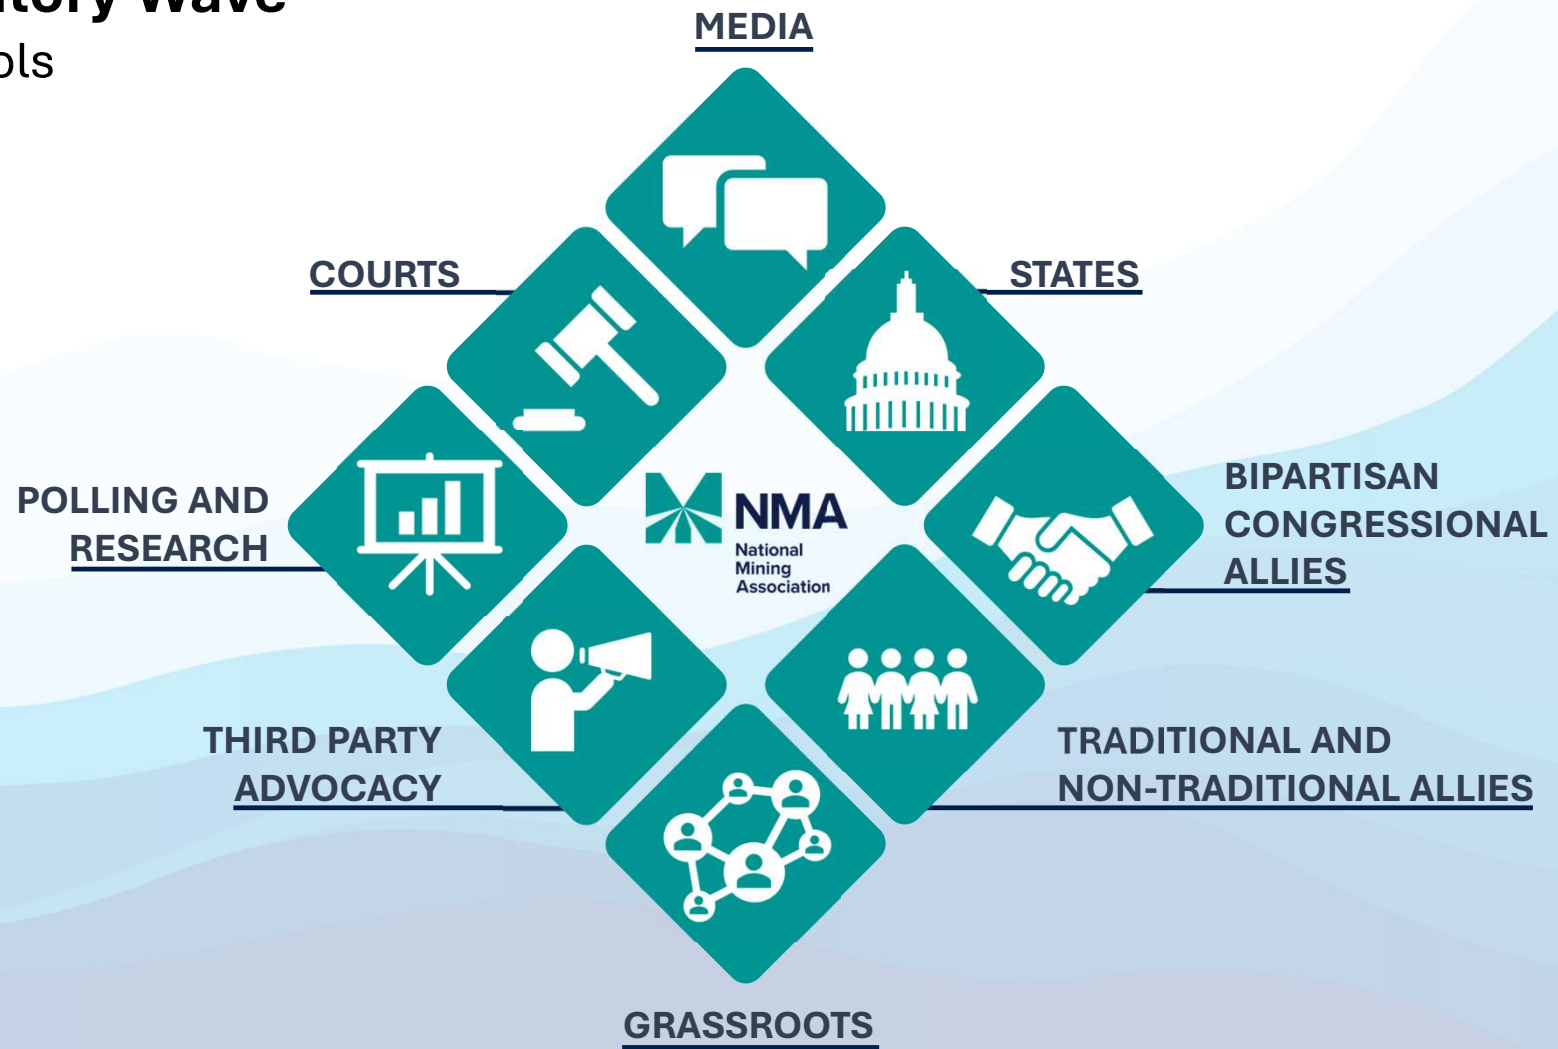 Wave
MEDIA
COURTS
STATES
POLLING AND
RESEARCH
NMA
National
Mining
Association
BIPARTISAN
CONGRESSIONAL
ALLIES
THIRD PARTY
ADVOCACY
TRADITIONAL AND
NON-TRADITIONAL ALLIES
GRASSROOTS